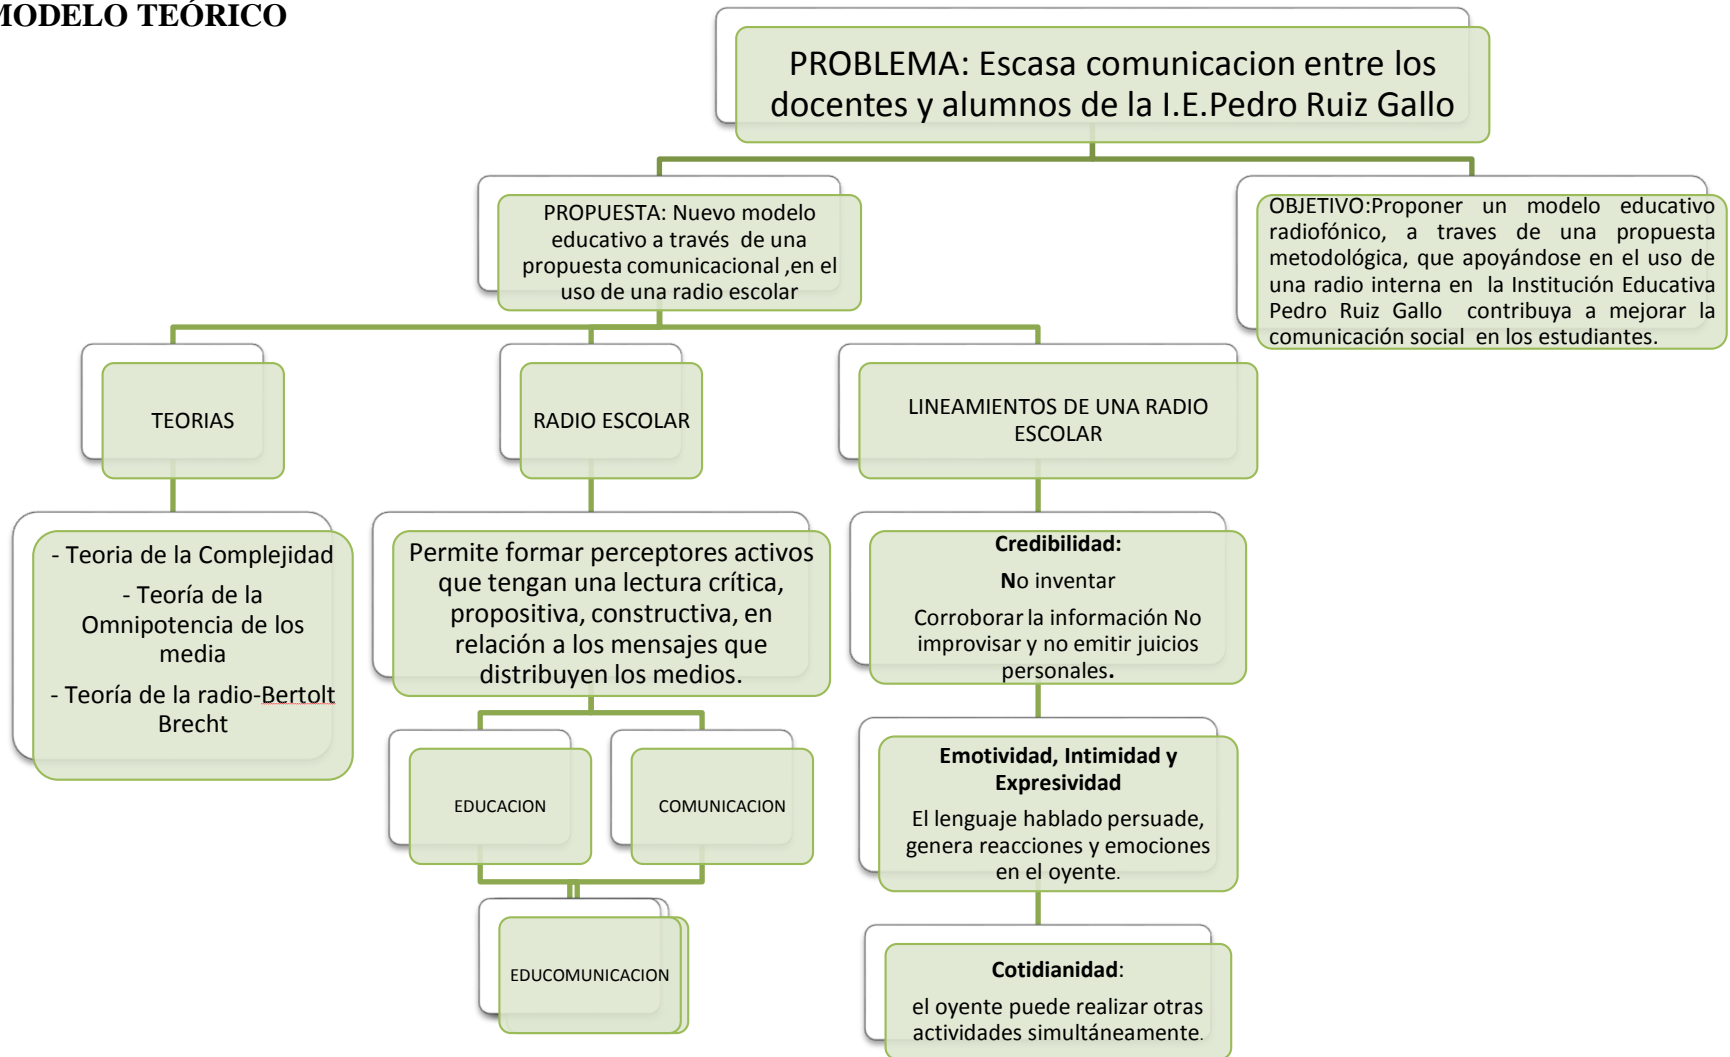 MODELO TEÓRICO
PROBLEMA: Escasa comunicacion entre los
docentes y alumnos de la I.E.Pedro Ruiz Gallo
PROPUESTA: Nuevo modelo
educativo a través de una
propuesta comunicacional ,en el
uso de una radio escolar
OBJETIVO:Proponer un modelo educativo
radiofónico, a traves de una propuesta
metodológica, que apoyándose en el uso de
una radio interna en la Institución Educativa
Pedro Ruiz Gallo contribuya a mejorar la
comunicación social en los estudiantes.
TEORIAS
RADIO ESCOLAR
LINEAMIENTOS DE UNA RADIO
ESCOLAR
- Teoria de la Complejidad
- Teoría de la
Omnipotencia de los
media
- Teoría de la radio-Bertolt
Brecht
Permite formar perceptores activos
que tengan una lectura crítica,
propositiva, constructiva, en
relación a los mensajes que
distribuyen los medios.
Credibilidad:
No inventar
Corroborar la información No
improvisar y no emitir juicios
personales.
EDUCACION
COMUNICACION
Emotividad, Intimidad y
Expresividad
El lenguaje hablado persuade,
genera reacciones y emociones
en el oyente.
EDUCOMUNICACION
Cotidianidad:
el oyente puede realizar otras
actividades simultáneamente.